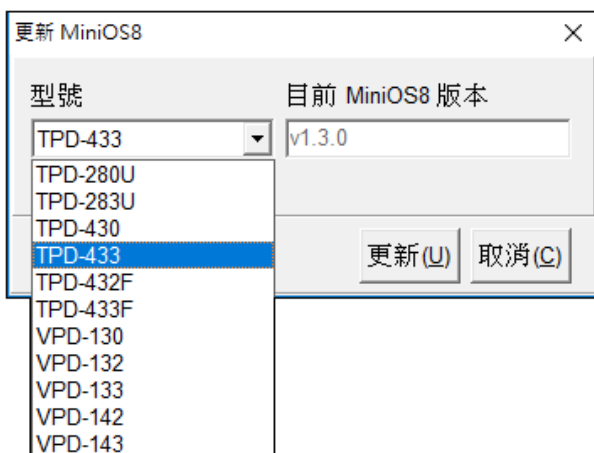 更新 MiniOS8
型號
目前 MiniOS8 版本
TPD-433
v1.3.0
TPD-280U
TPD-283U
TPD-430
TPD-433
TPD-432F
TPD-433F
VPD-130
VPD-132
VPD-133
VPD-142
VPD-143
更新(U)
取消(C)